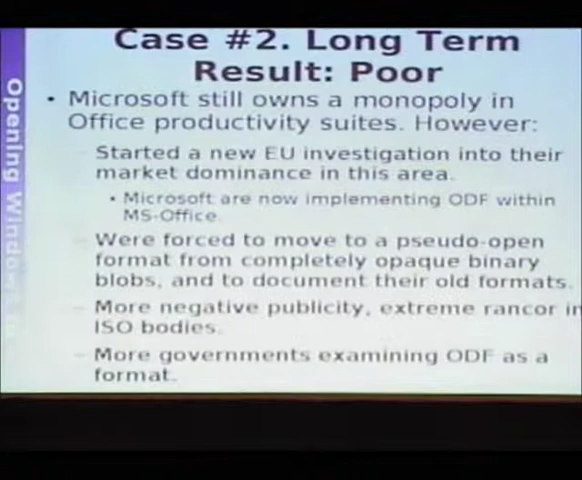 Case #2. Long Term
Result: Poor
• Microsoft still owns a monopoly in
Office productivity suites. However:
– Started a new EU investigation into their
market dominance in this area.
• Microsoft are now implementing ODF within
MS-Office.
– Were forced to move to a pseudo-open
format from completely opaque binary
blobs, and to document their old formats.
– More negative publicity, extreme rancor in
ISO bodies.
– More governments examining ODF as a
format.
Opening Windows